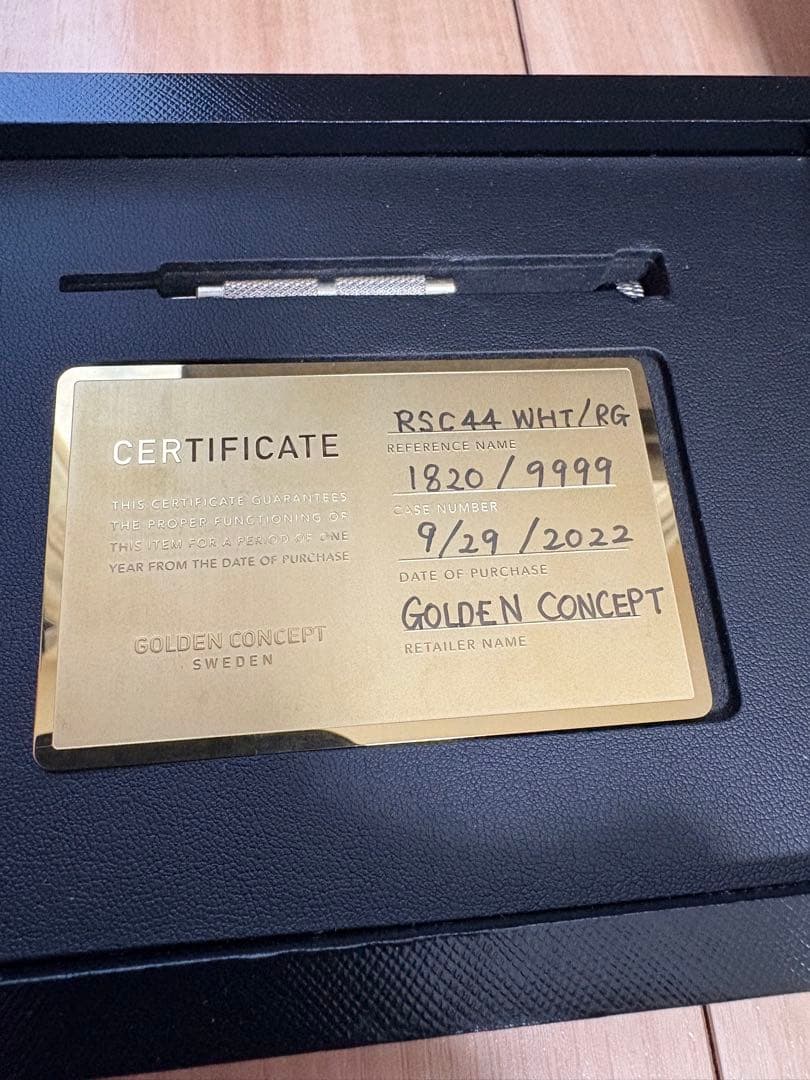 CERTIFICATE
THIS CERTIFICATE GUARANTEES
THE PROPER FUNCTIONING OF
THIS ITEM FOR A PERIOD OF ONE
YEAR FROM THE DATE OF PURCHASE
GOLDEN CONCEPT
SWEDEN
RSC44 WHT/RG
REFERENCE NAME
1820/9999
CASE NUMBER
9/29/2022
DATE OF PURCHASE
GOLDEN CONCEPT
RETAILER NAME